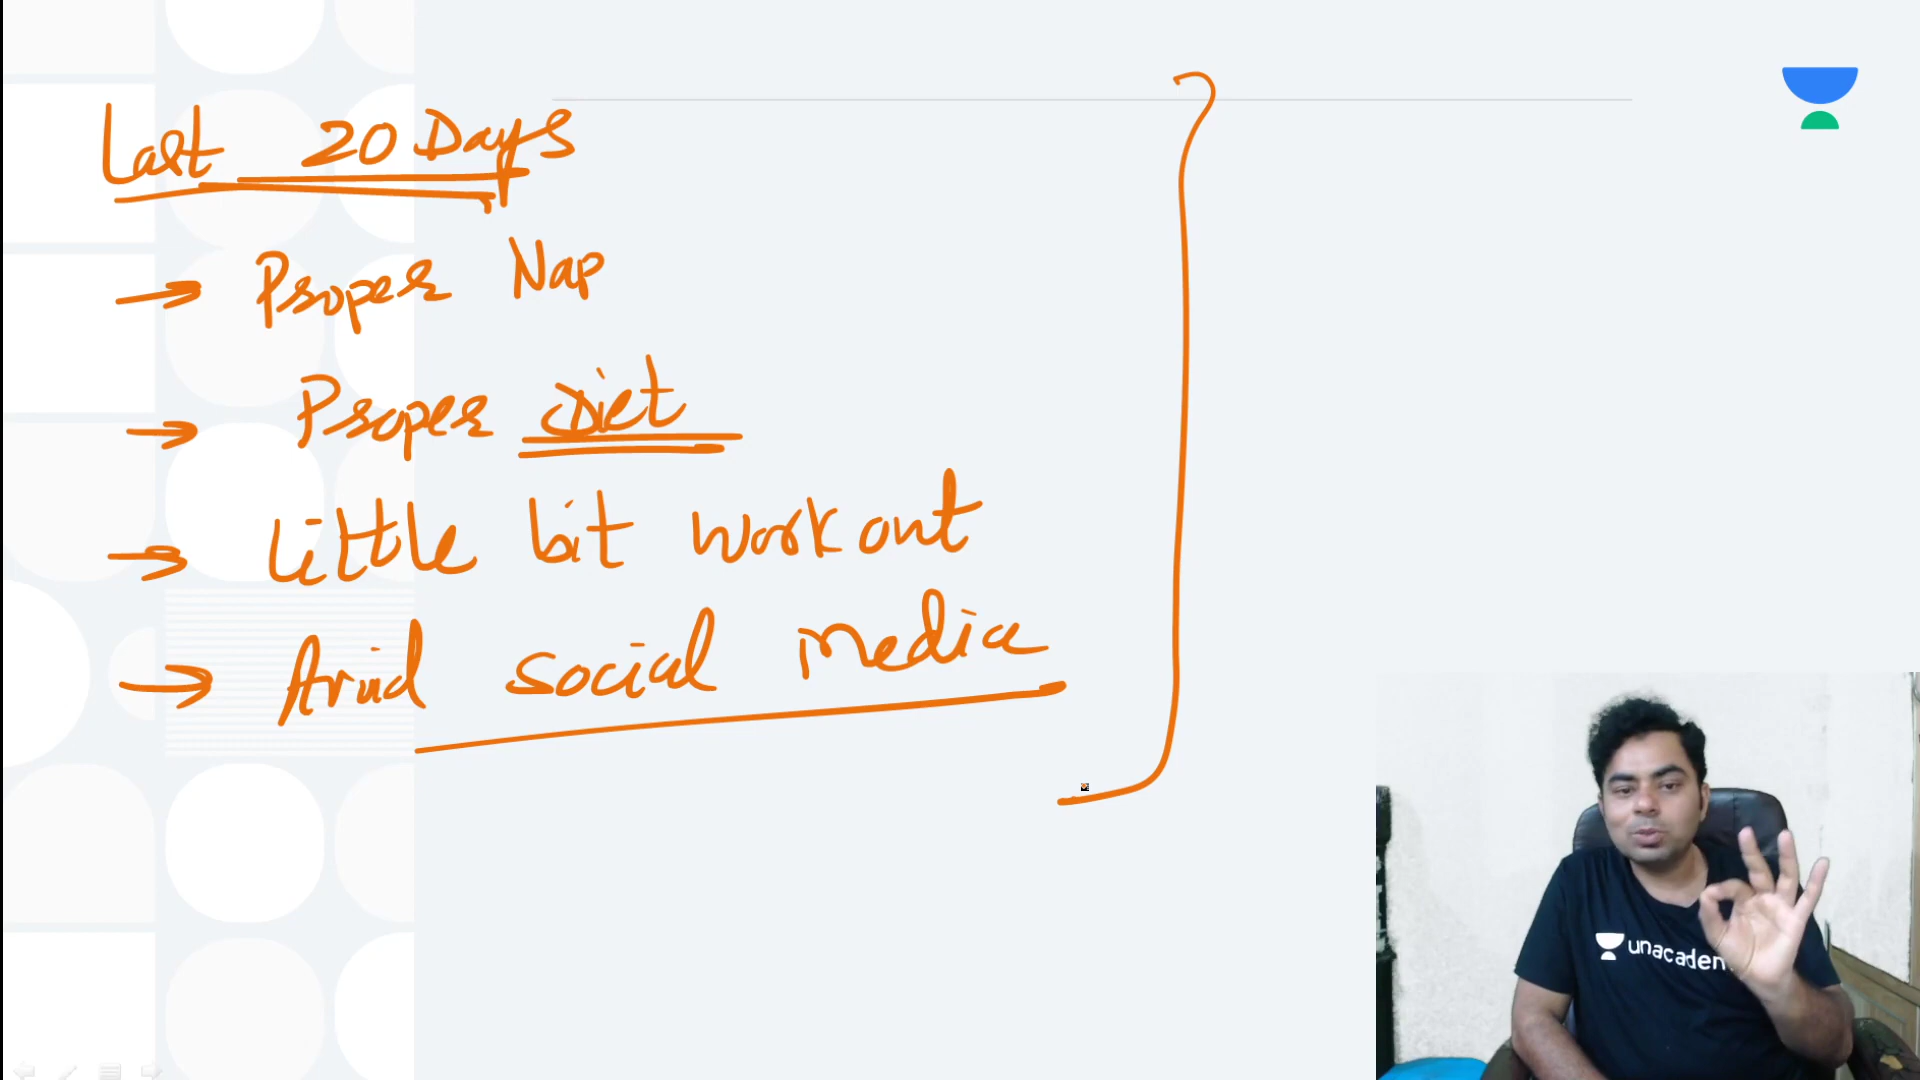 Last 20 Days
→ Proper Nap
→ Proper Diet
→ Little bit workout
→ Avoid social media
unacadem